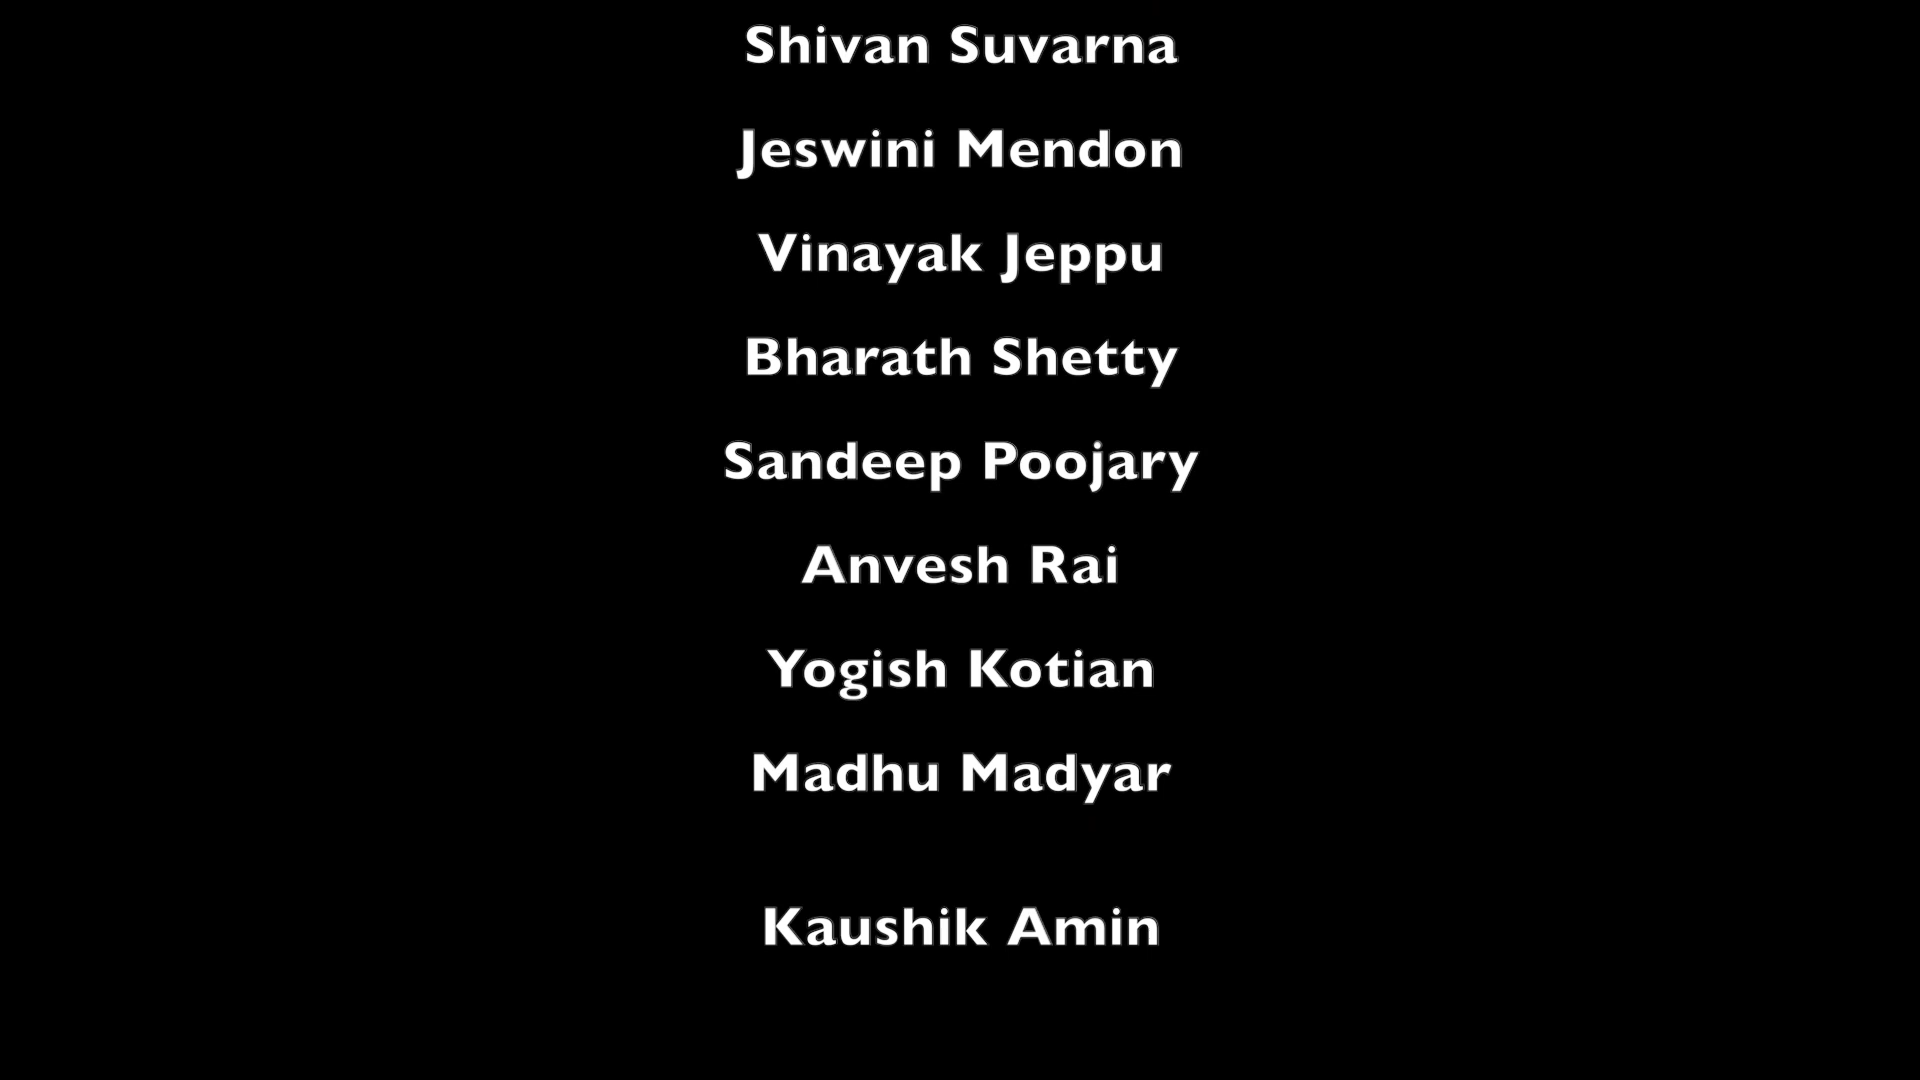 Shivan Suvarna
Jeswini Mendon
Vinayak Jeppu
Bharath Shetty
Sandeep Poojary
Anvesh Rai
Yogish Kotian
Madhu Madyar
Kaushik Amin